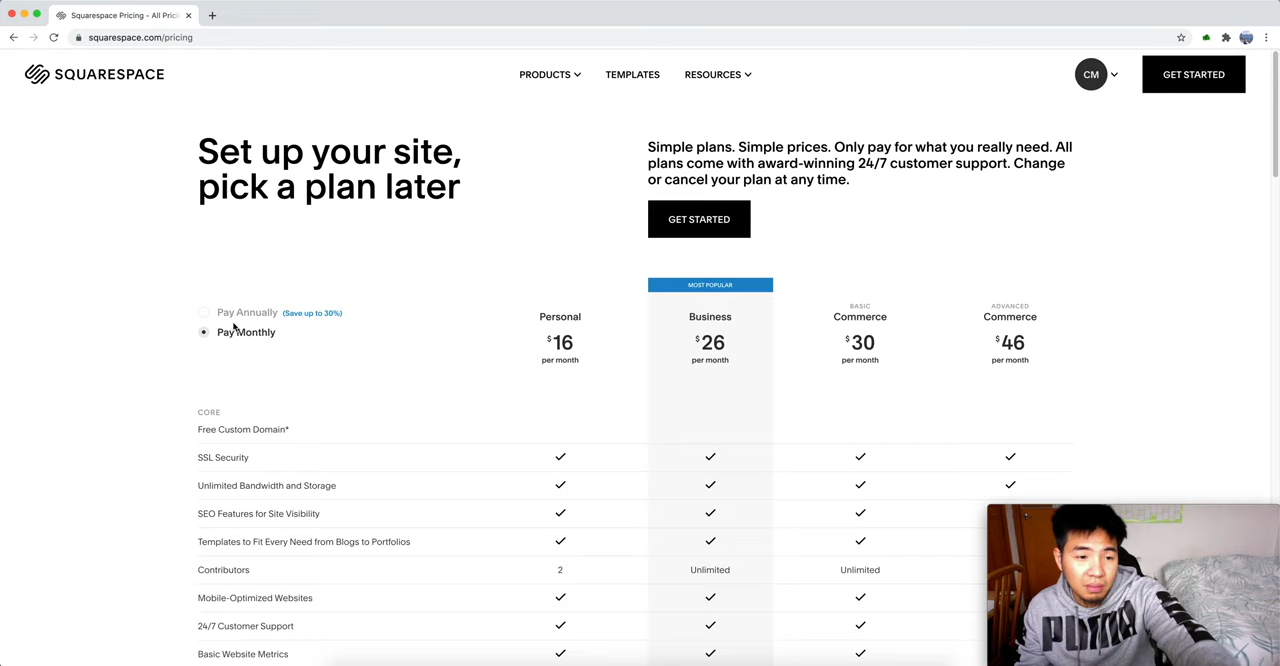 Squarespace Pricing - All Prici
squarespace.com/pricing
SQUARESPACE
PRODUCTS
TEMPLATES
RESOURCES
CM
GET STARTED
Set up your site,
pick a plan later
Simple plans. Simple prices. Only pay for what you really need. All
plans come with award-winning 24/7 customer support. Change
or cancel your plan at any time.
GET STARTED
Pay Annually (Save up to 30%)
Pay Monthly
Personal
$16
per month
MOST POPULAR
Business
$26
per month
BASIC
Commerce
$30
per month
ADVANCED
Commerce
$46
per month
CORE
Free Custom Domain*
SSL Security
Unlimited Bandwidth and Storage
SEO Features for Site Visibility
Templates to Fit Every Need from Blogs to Portfolios
Contributors 2 Unlimited Unlimited
Mobile-Optimized Websites
24/7 Customer Support
Basic Website Metrics
PUMA